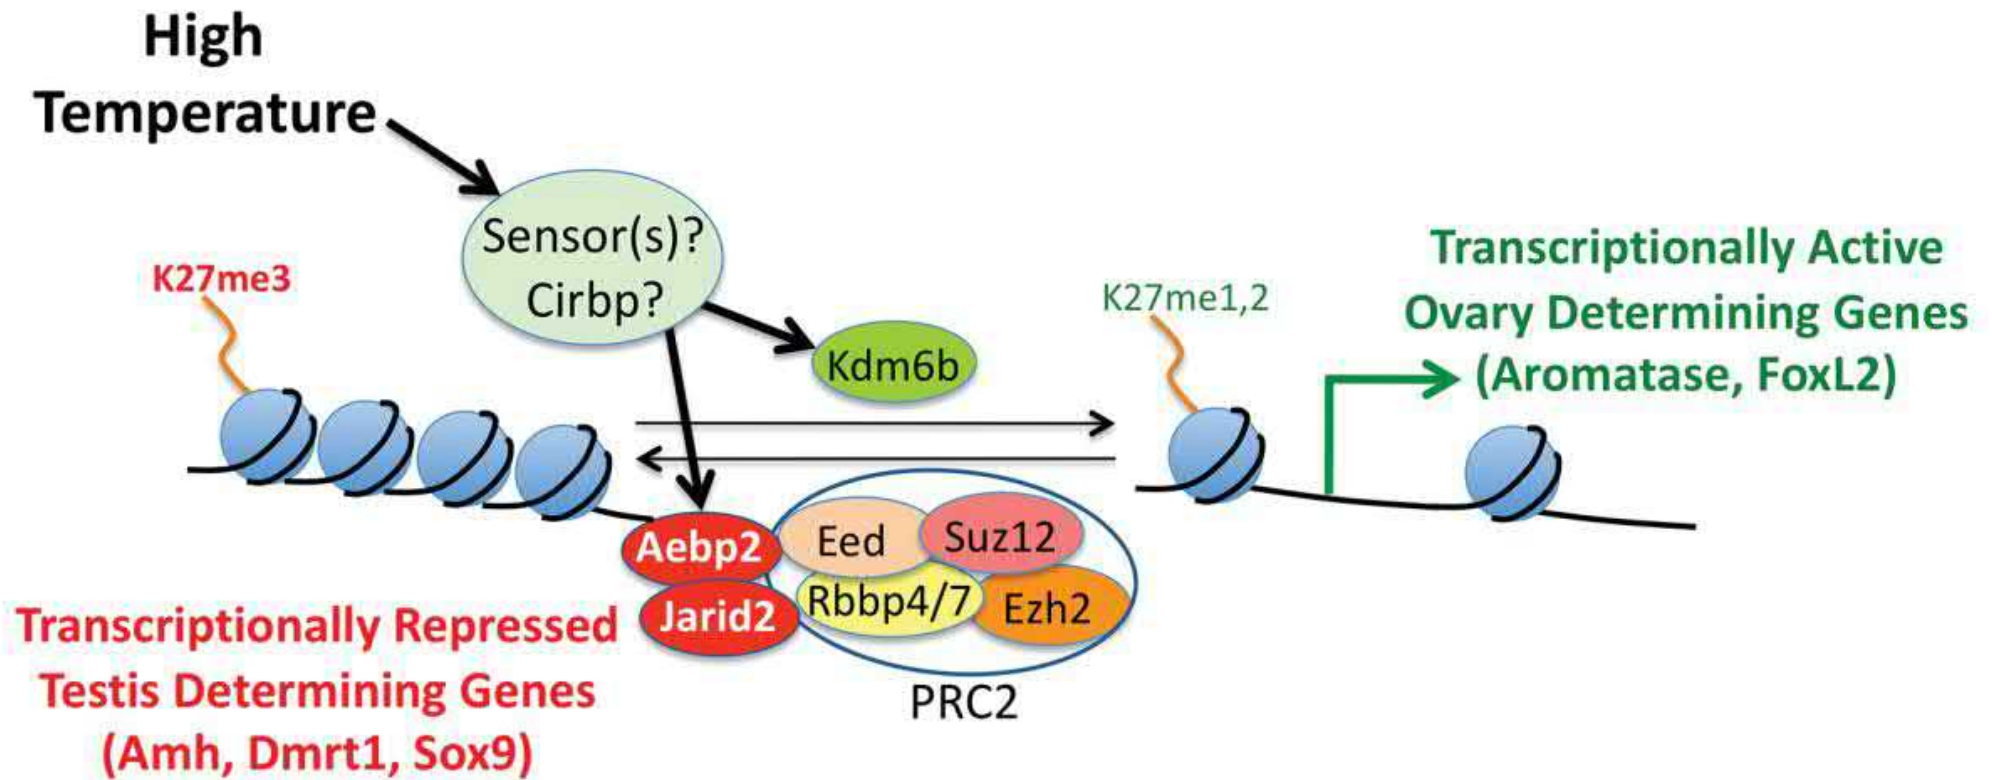 High
Temperature
Sensor(s)?
Cirbp?
K27me3
Kdm6b
K27me1,2
Transcriptionally Active
Ovary Determining Genes
(Aromatase, FoxL2)
Aebp2
Jarid2
Eed
Suz12
Rbbp4/7
Ezh2
PRC2
Transcriptionally Repressed
Testis Determining Genes
(Amh, Dmrt1, Sox9)